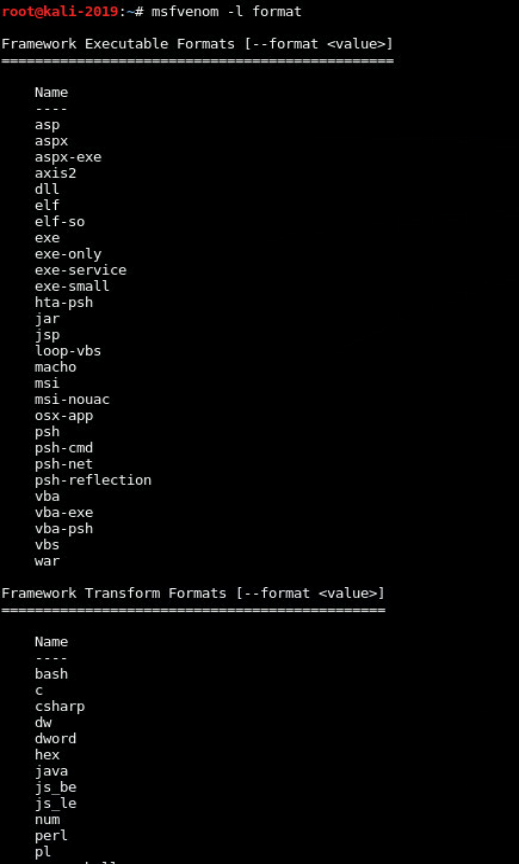 root@kali-2019:~# msfvenom -l format
Framework Executable Formats [--format <value>]
===============================================
Name
----
asp
aspx
aspx-exe
axis2
dll
elf
elf-so
exe
exe-only
exe-service
exe-small
hta-psh
jar
jsp
loop-vbs
macho
msi
msi-nouac
osx-app
psh
psh-cmd
psh-net
psh-reflection
vba
vba-exe
vba-psh
vbs
war
Framework Transform Formats [--format <value>]
==============================================
Name
----
bash
c
csharp
dw
dword
hex
java
js_be
js_le
num
perl
pl